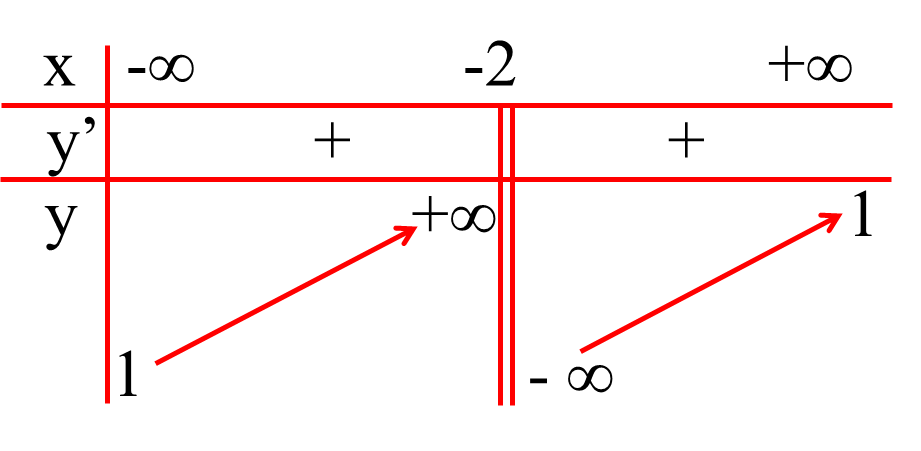 x -∞ -2 +∞
y’ + +
y +∞ 1
1 - ∞